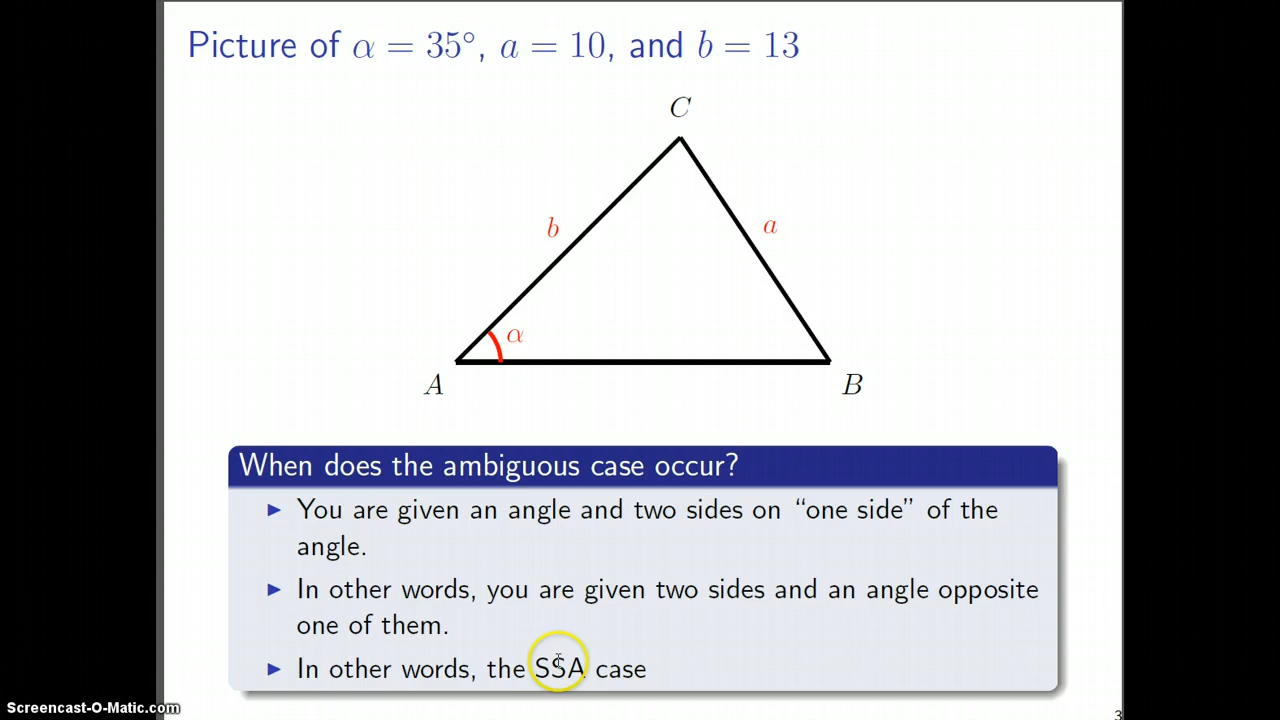 Picture of α = 35°, a = 10, and b = 13
C
b
a
α
A
B
When does the ambiguous case occur?
You are given an angle and two sides on “one side” of the
angle.
In other words, you are given two sides and an angle opposite
one of them.
In other words, the SSA case
Screencast-O-Matic.com
3